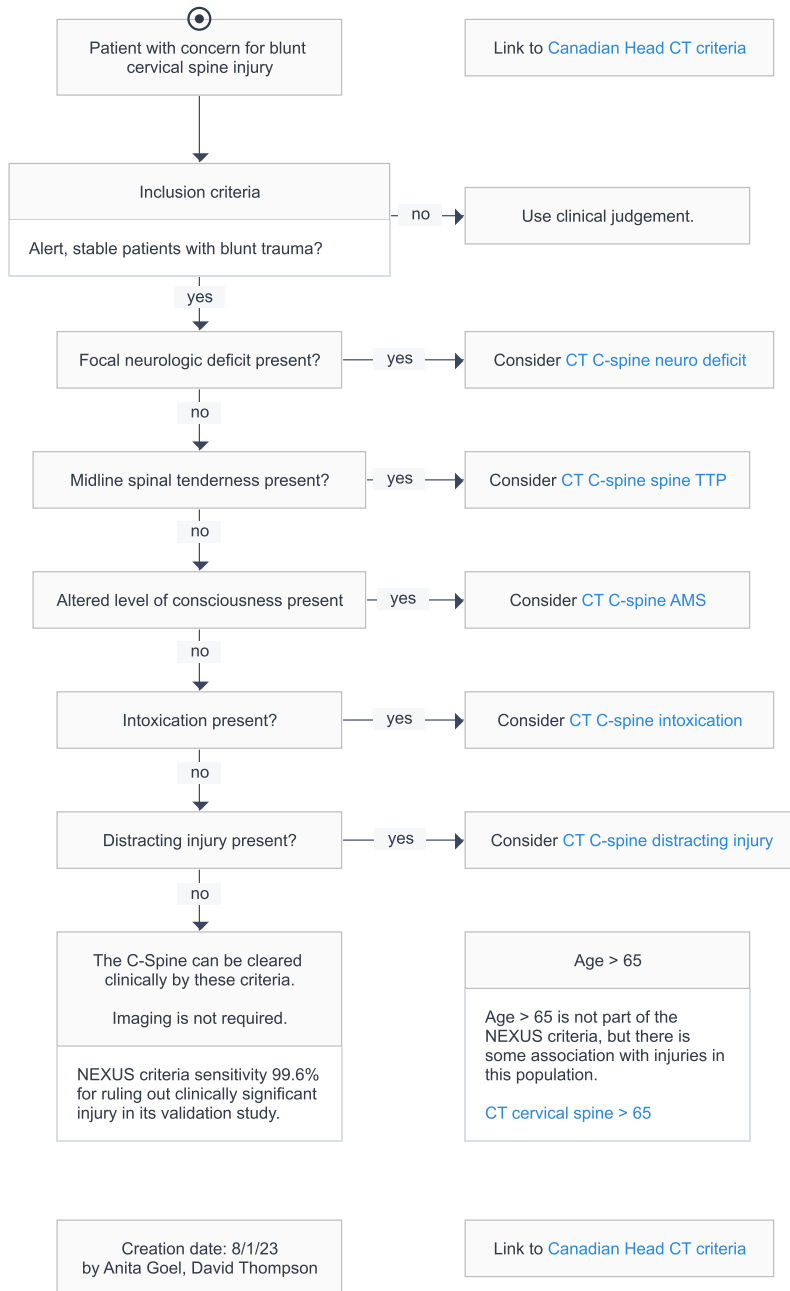 Patient with concern for blunt
cervical spine injury
Link to Canadian Head CT criteria
Inclusion criteria
Alert, stable patients with blunt trauma?
no
Use clinical judgement.
yes
Focal neurologic deficit present?
yes
Consider CT C-spine neuro deficit
no
Midline spinal tenderness present?
yes
Consider CT C-spine spine TTP
no
Altered level of consciousness present
yes
Consider CT C-spine AMS
no
Intoxication present?
yes
Consider CT C-spine intoxication
no
Distracting injury present?
yes
Consider CT C-spine distracting injury
no
The C-Spine can be cleared
clinically by these criteria.
Imaging is not required.
NEXUS criteria sensitivity 99.6%
for ruling out clinically significant
injury in its validation study.
Age > 65
Age > 65 is not part of the
NEXUS criteria, but there is
some association with injuries in
this population.
CT cervical spine > 65
Creation date: 8/1/23
by Anita Goel, David Thompson
Link to Canadian Head CT criteria